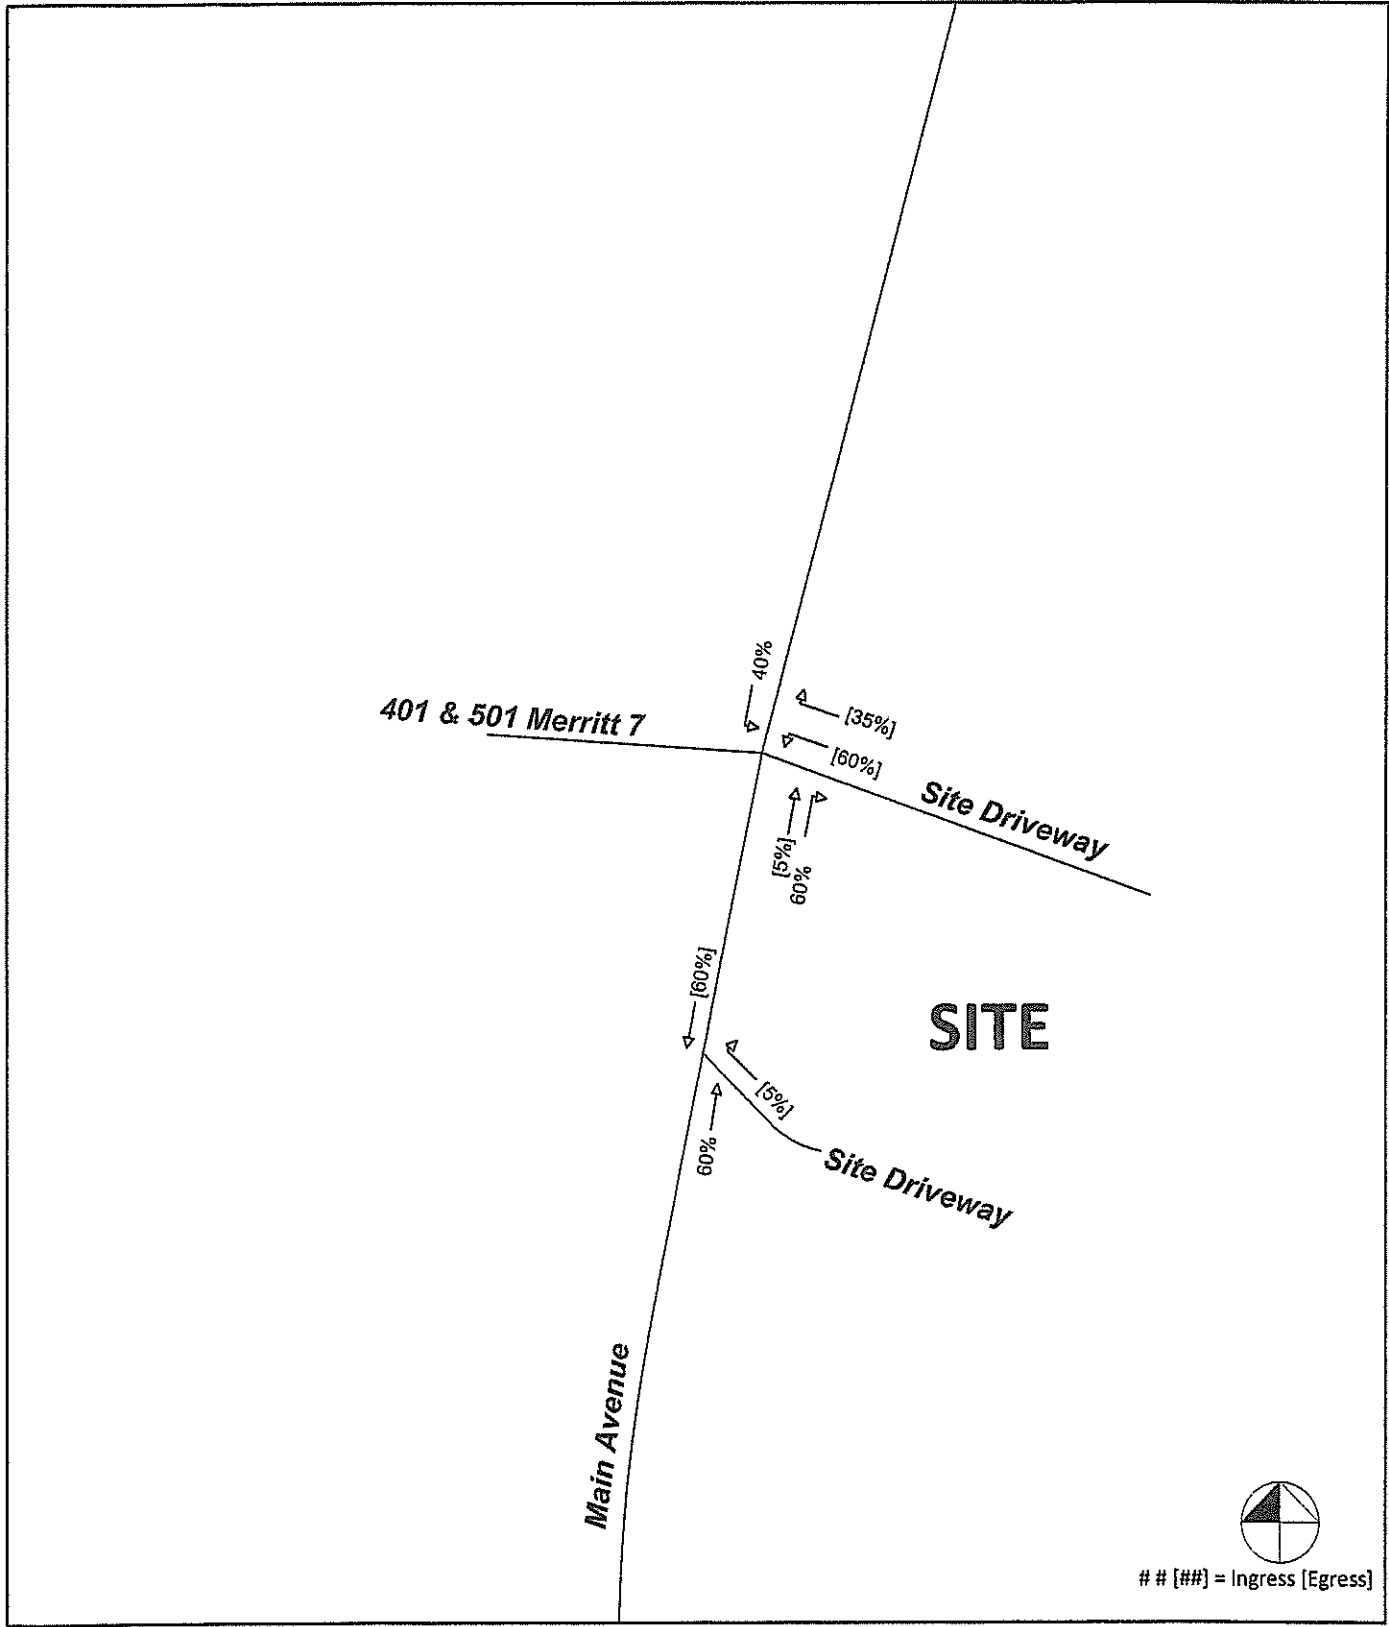 40%
401 & 501 Merritt 7
[35%]
[60%]
Site Driveway
[5%]
60%
[60%]
SITE
[5%]
60%
Site Driveway
Main Avenue
# # [##] = Ingress [Egress]